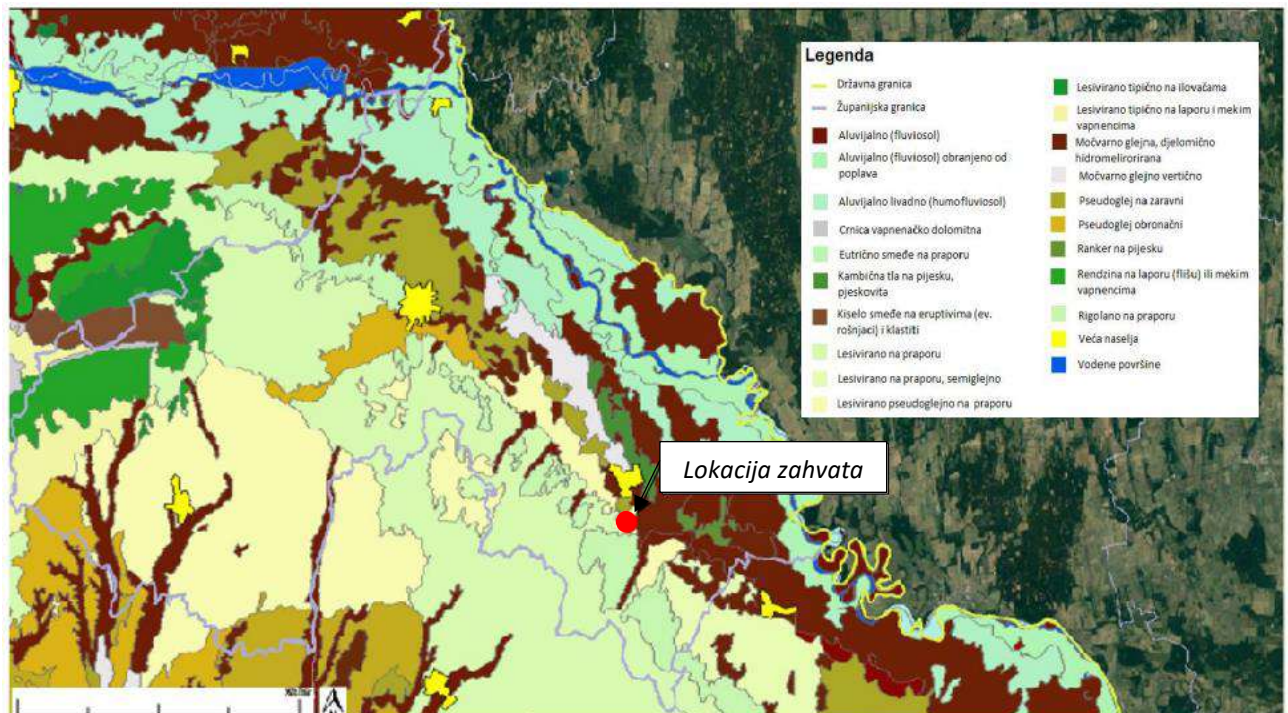 Legenda
Državna granica
Županijska granica
Aluvijalno (fluviosol)
Aluvijalno (fluviosol) obranjeno od
poplava
Aluvijalno livadno (humofluviosol)
Crnica vapnenačko dolomitna
Eutrično smeđe na praporu
Kambična tla na pijesku,
pjeskovita
Kiselo smeđe na eruptivima (ev.
rošnjaci) i klastiti
Lesivirano na praporu
Lesivirano na praporu, semiglejno
Lesivirano pseudoglejno na praporu
Lesivirano tipično na ilovačama
Lesivirano tipično na laporu i mekim
vapnencima
Močvarno glejna, djelomično
hidromelirorirana
Močvarno glejno vertično
Pseudoglej na zaravni
Pseudoglej obronačni
Ranker na pijesku
Rendzina na laporu (flišu) ili mekim
vapnencima
Rigolano na praporu
Veća naselja
Vodene površine
Lokacija zahvata